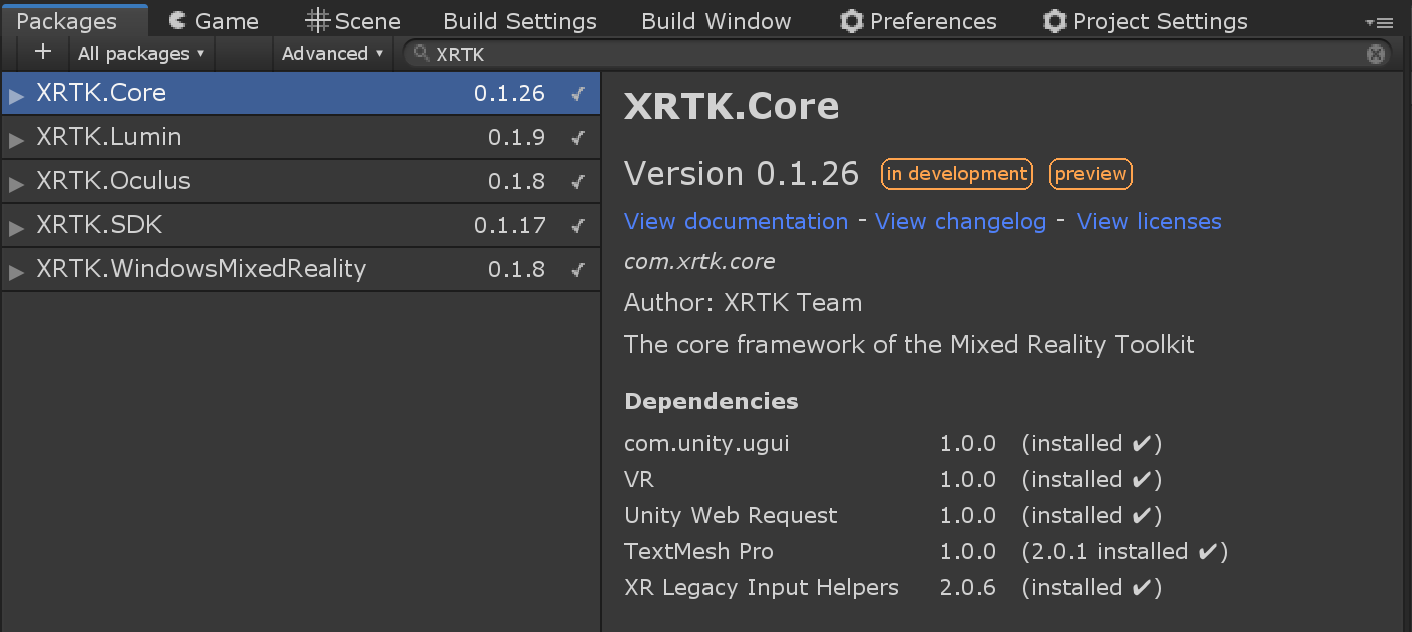 Packages Game Scene Build Settings Build Window Preferences Project Settings
+ All packages ▾ Advanced ▾ XRTK
XRTK.Core 0.1.26 ✓
XRTK.Lumin 0.1.9 ✓
XRTK.Oculus 0.1.8 ✓
XRTK.SDK 0.1.17 ✓
XRTK.WindowsMixedReality 0.1.8 ✓
XRTK.Core
Version 0.1.26 in development preview
View documentation - View changelog - View licenses
com.xrtk.core
Author: XRTK Team
The core framework of the Mixed Reality Toolkit
Dependencies
com.unity.ugui 1.0.0 (installed ✔)
VR 1.0.0 (installed ✔)
Unity Web Request 1.0.0 (installed ✔)
TextMesh Pro 1.0.0 (2.0.1 installed ✔)
XR Legacy Input Helpers 2.0.6 (installed ✔)